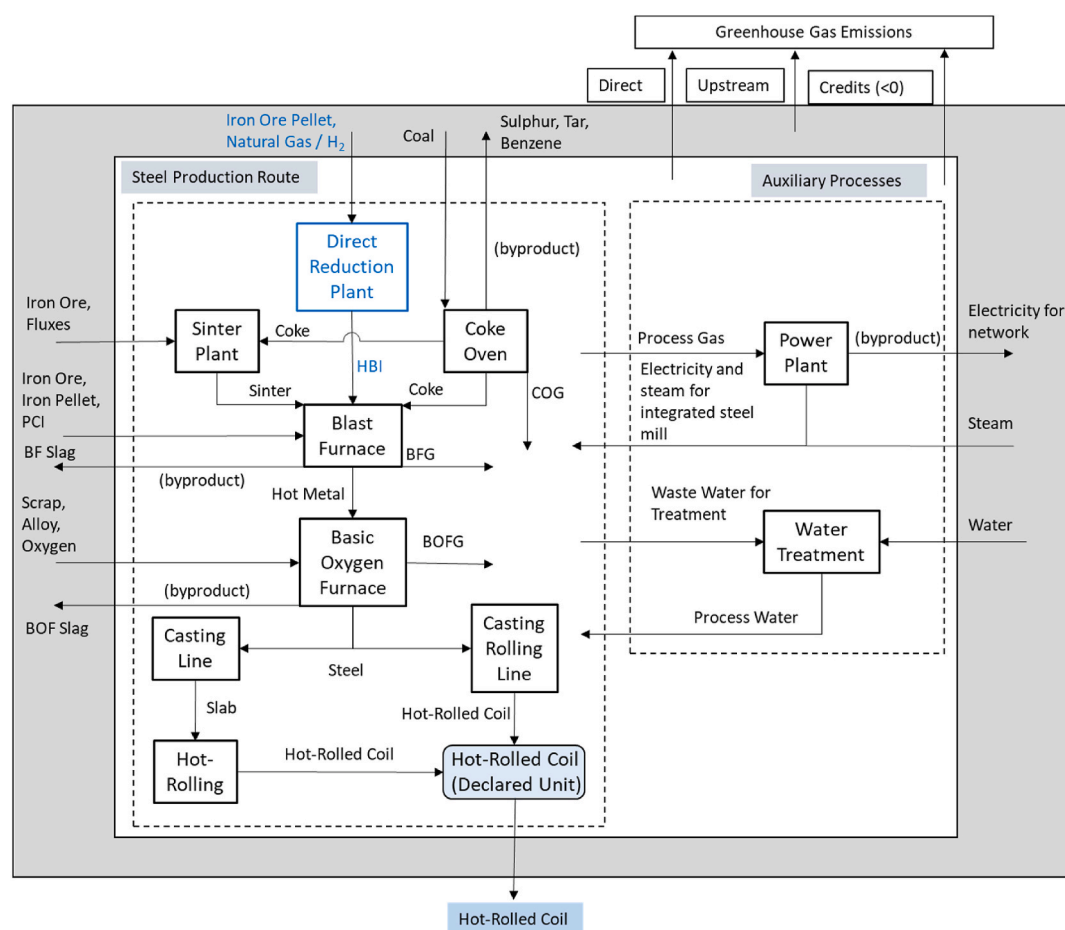 Greenhouse Gas Emissions
Direct
Upstream
Credits (<0)
Iron Ore Pellet,
Natural Gas / H₂
Coal
Sulphur, Tar,
Benzene
Steel Production Route
Auxiliary Processes
Direct
Reduction
Plant
(byproduct)
Iron Ore,
Fluxes
Sinter
Plant
Coke
Coke
Oven
Process Gas
Power
Plant
(byproduct)
Electricity for
network
HBI
Sinter
Coke
COG
Electricity and
steam for
integrated steel
mill
Iron Ore,
Iron Pellet,
PCI
Blast
Furnace
Steam
BF Slag
(byproduct)
BFG
Hot Metal
Scrap,
Alloy,
Oxygen
Basic
Oxygen
Furnace
BOFG
Waste Water for
Treatment
Water
Treatment
Water
(byproduct)
BOF Slag
Process Water
Casting
Line
Steel
Casting
Rolling
Line
Slab
Hot-Rolled Coil
Hot-
Rolling
Hot-Rolled Coil
Hot-Rolled Coil
(Declared Unit)
Hot-Rolled Coil